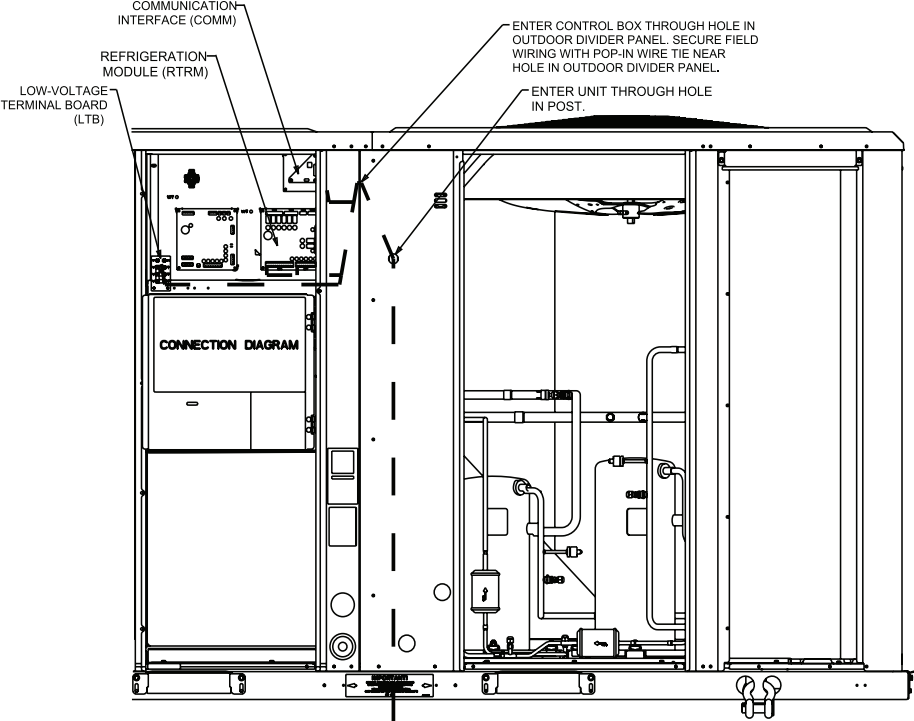 COMMUNICATION
INTERFACE (COMM)
REFRIGERATION
MODULE (RTRM)
LOW-VOLTAGE
TERMINAL BOARD
(LTB)
ENTER CONTROL BOX THROUGH HOLE IN
OUTDOOR DIVIDER PANEL. SECURE FIELD
WIRING WITH POP-IN WIRE TIE NEAR
HOLE IN OUTDOOR DIVIDER PANEL.
ENTER UNIT THROUGH HOLE
IN POST.
CONNECTION DIAGRAM
IMPORTANT!